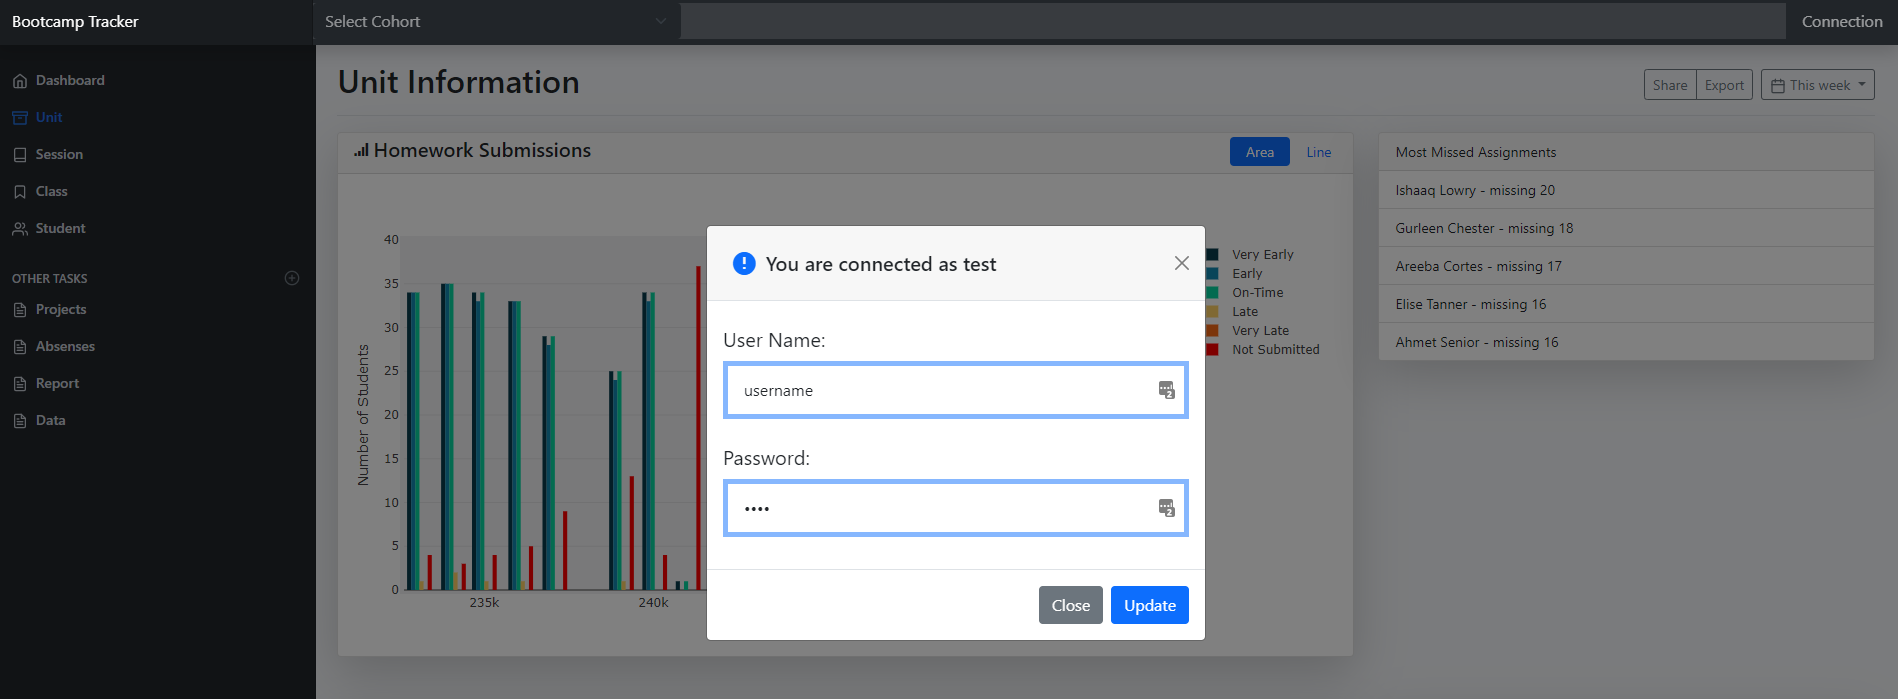 Bootcamp Tracker
Select Cohort
Connection
Dashboard
Unit
Session
Class
Student
OTHER TASKS
Projects
Absenses
Report
Data
Unit Information
Share
Export
This week
Homework Submissions
Area
Line
Number of Students
40
35
30
25
20
15
10
5
0
235k
240k
Very Early
Early
On-Time
Late
Very Late
Not Submitted
Most Missed Assignments
Ishaaq Lowry - missing 20
Gurleen Chester - missing 18
Areeba Cortes - missing 17
Elise Tanner - missing 16
Ahmet Senior - missing 16
You are connected as test
User Name:
username
2
Password:
••••
2
Close
Update